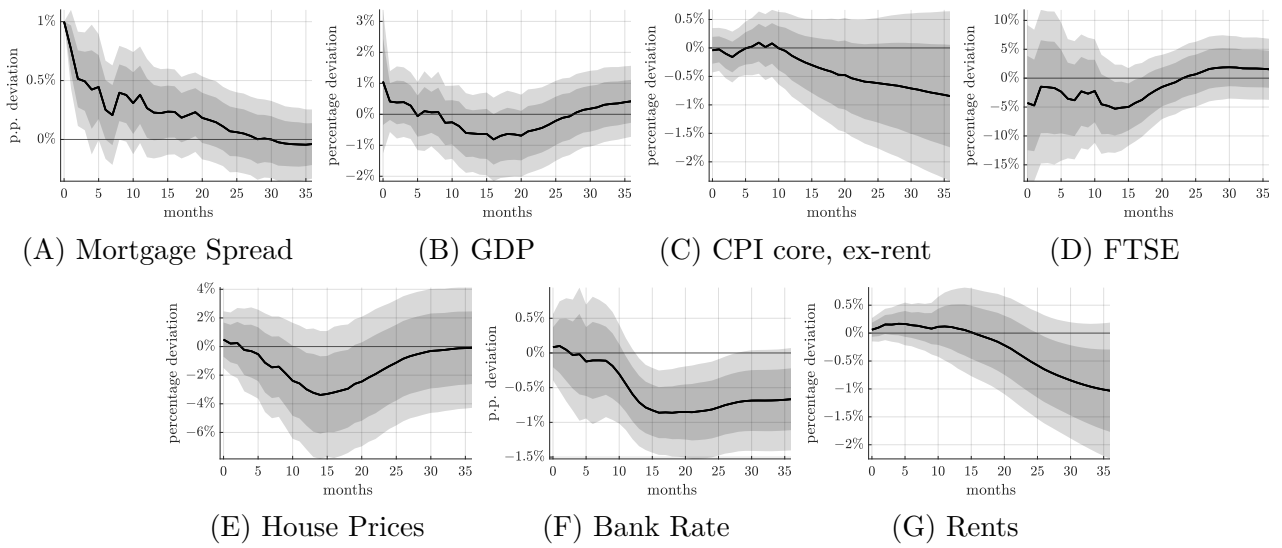 1%
0.5%
0%
p.p. deviation
0 5 10 15 20 25 30 35
months
(A) Mortgage Spread
3%
2%
1%
0%
−1%
−2%
percentage deviation
0 5 10 15 20 25 30 35
months
(B) GDP
0.5%
0%
−0.5%
−1%
−1.5%
−2%
percentage deviation
0 5 10 15 20 25 30 35
months
(C) CPI core, ex-rent
10%
5%
0%
−5%
−10%
−15%
percentage deviation
0 5 10 15 20 25 30 35
months
(D) FTSE
4%
2%
0%
−2%
−4%
−6%
percentage deviation
0 5 10 15 20 25 30 35
months
(E) House Prices
0.5%
0%
−0.5%
−1%
−1.5%
p.p. deviation
0 5 10 15 20 25 30 35
months
(F) Bank Rate
0.5%
0%
−0.5%
−1%
−1.5%
−2%
percentage deviation
0 5 10 15 20 25 30 35
months
(G) Rents